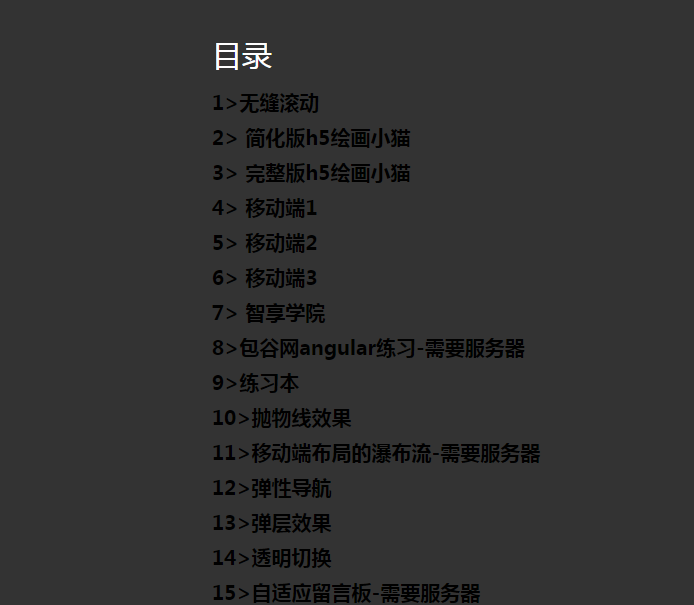 目录
1>无缝滚动
2> 简化版h5绘画小猫
3> 完整版h5绘画小猫
4> 移动端1
5> 移动端2
6> 移动端3
7> 智享学院
8>包谷网angular练习-需要服务器
9>练习本
10>抛物线效果
11>移动端布局的瀑布流-需要服务器
12>弹性导航
13>弹层效果
14>透明切换
15>自适应留言板-需要服务器